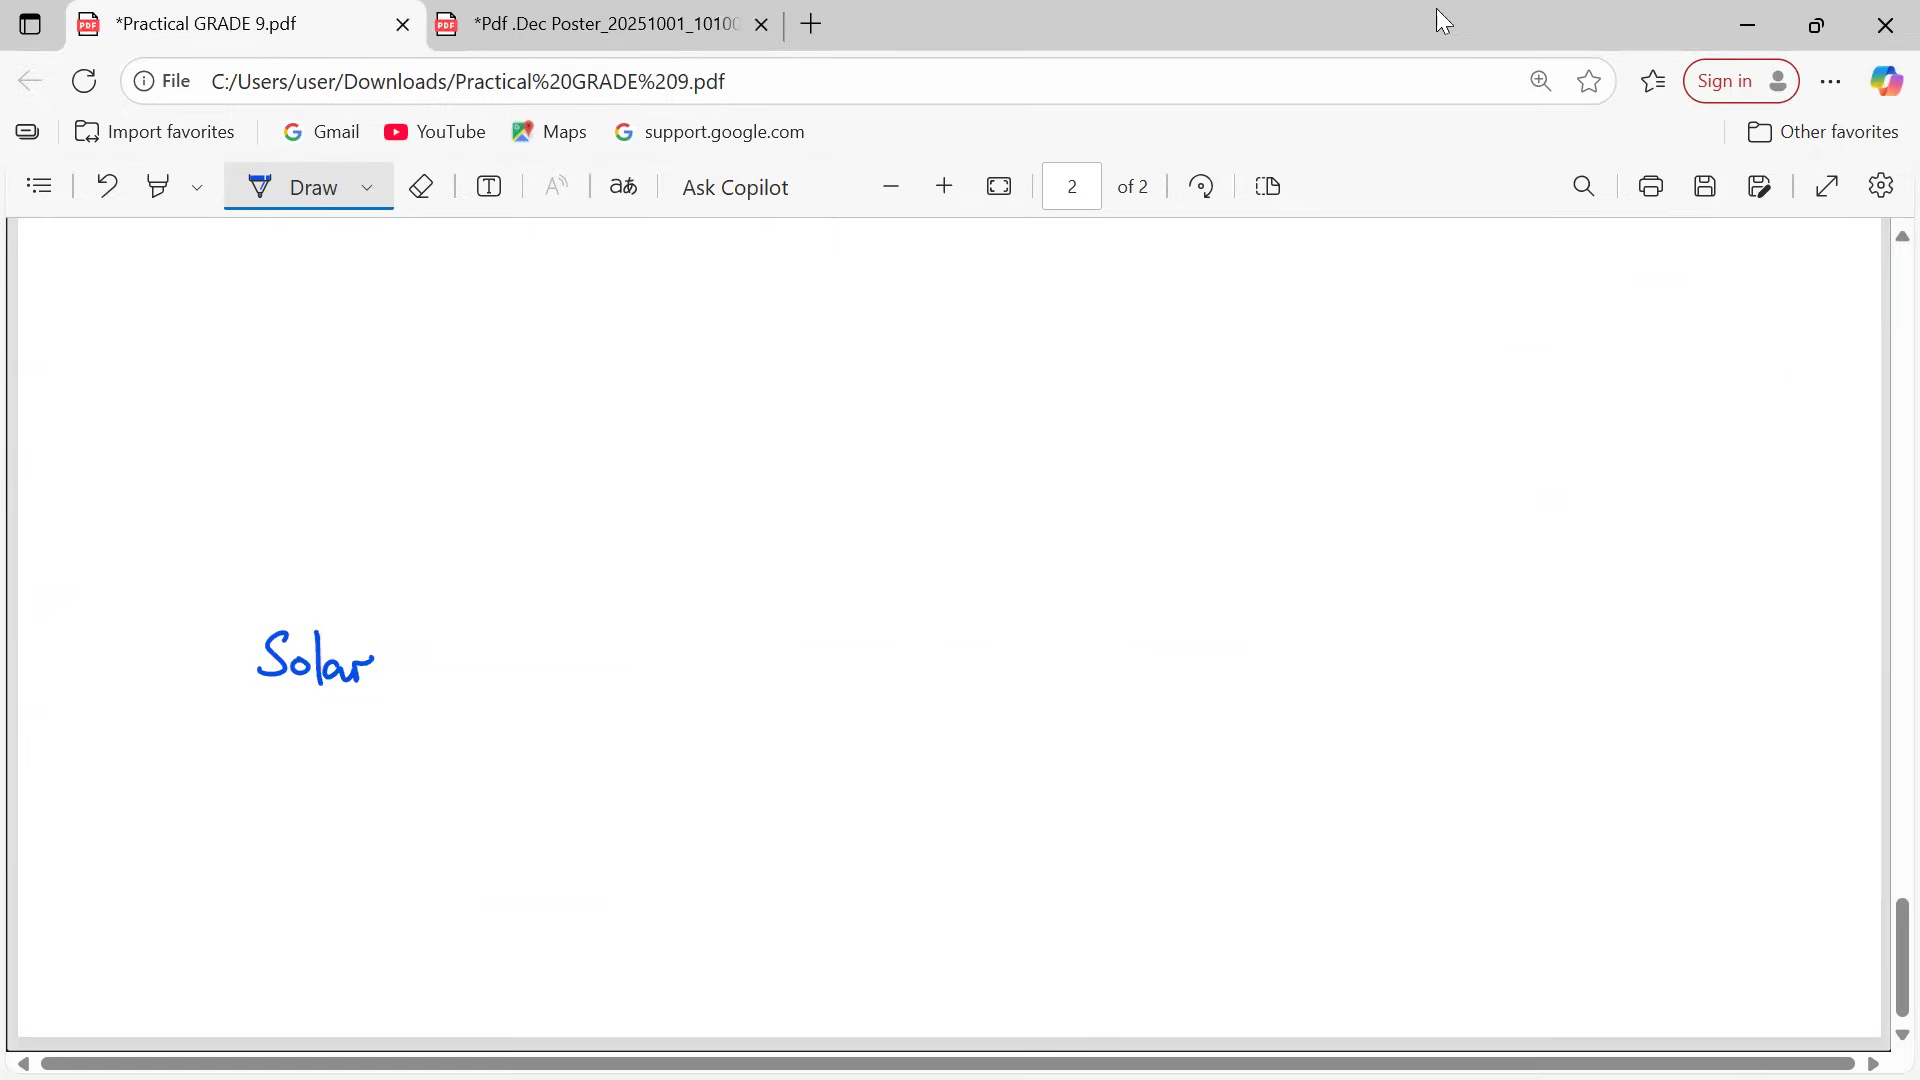 *Practical GRADE 9.pdf
*Pdf .Dec Poster_20251001_10100
File C:/Users/user/Downloads/Practical%20GRADE%209.pdf
Sign in
Import favorites
Gmail
YouTube
Maps
support.google.com
Other favorites
Draw
Ask Copilot
2 of 2
Solar